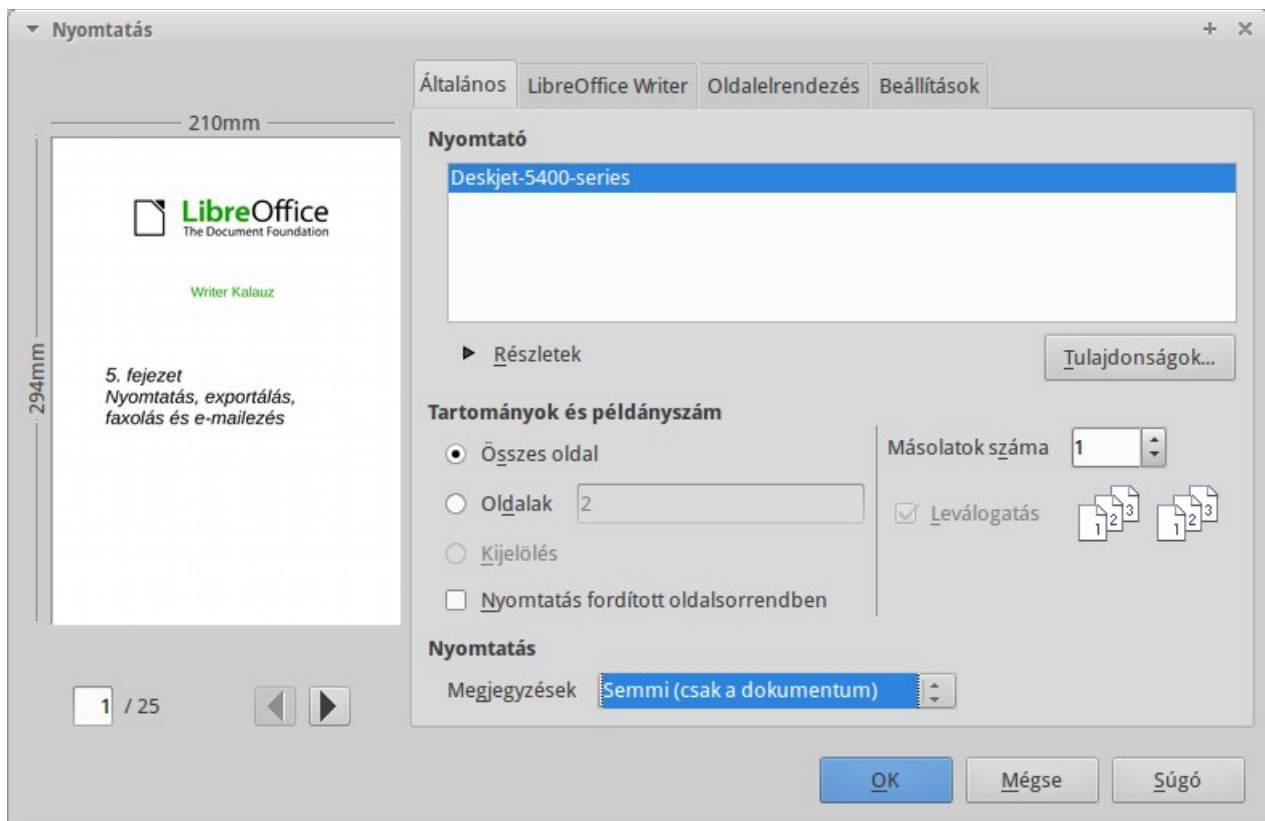 Nyomtatás
Általános
LibreOffice Writer
Oldalelrendezés
Beállítások
210mm
294mm
LibreOffice
The Document Foundation
Writer Kalauz
5. fejezet
Nyomtatás, exportálás,
faxolás és e-mailezés
1 / 25
Nyomtató
Deskjet-5400-series
Részletek
Tulajdonságok...
Tartományok és példányszám
Összes oldal
Oldalak 2
Kijelölés
Nyomtatás fordított oldalsorrendben
Másolatok száma 1
Leválogatás
1 2 3 1 2 3
Nyomtatás
Megjegyzések Semmi (csak a dokumentum)
OK
Mégse
Súgó